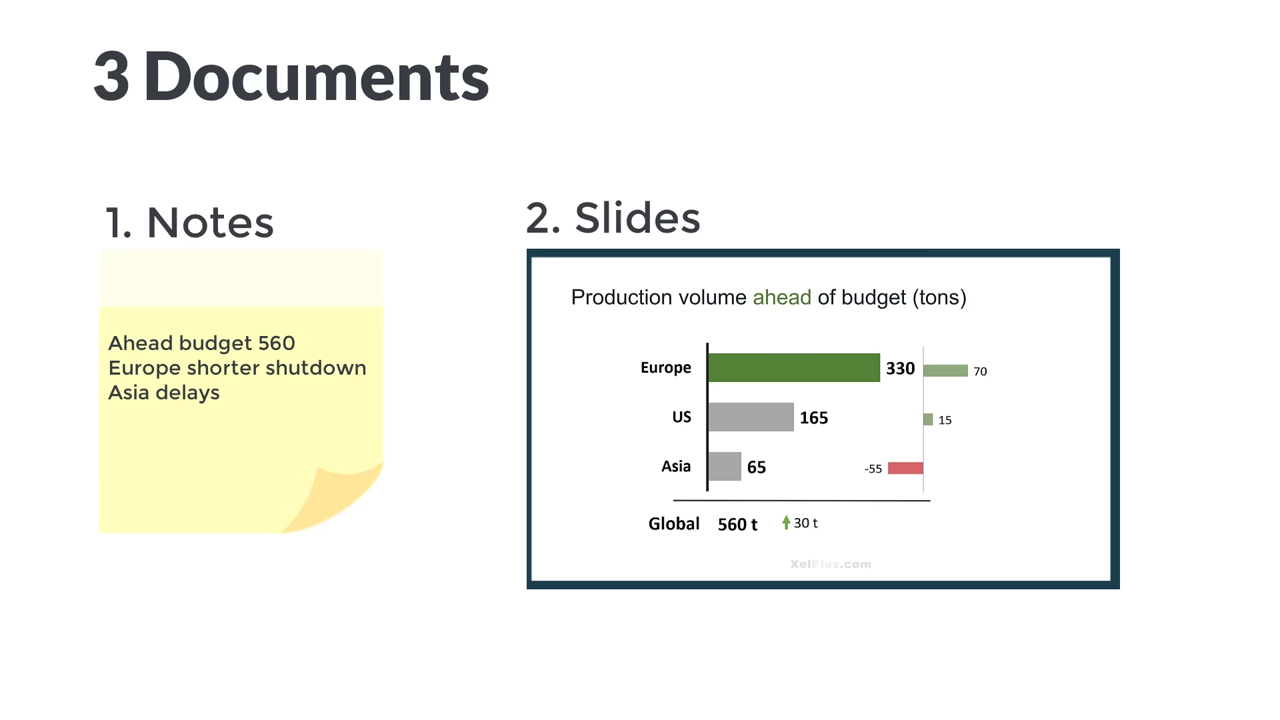 3 Documents
1. Notes
Ahead budget 560
Europe shorter shutdown
Asia delays
2. Slides
Production volume ahead of budget (tons)
Europe 330 70
US 165 15
Asia 65 -55
Global 560 t 30 t
XelPlus.com